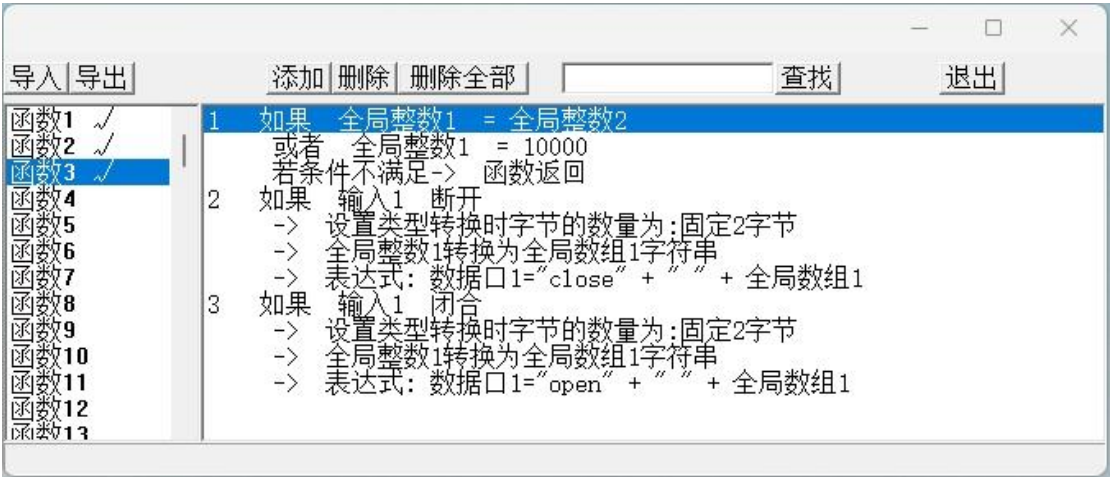 导入 导出 添加 删除 删除全部 查找 退出
函数1 √
函数2 √
函数3 √
函数4
函数5
函数6
函数7
函数8
函数9
函数10
函数11
函数12
函数13
1 如果 全局整数1 = 全局整数2
或者 全局整数1 = 10000
若条件不满足-> 函数返回
2 如果 输入1 断开
-> 设置类型转换时字节的数量为:固定2字节
-> 全局整数1转换为全局数组1字符串
-> 表达式: 数据口1="close" + " " + 全局数组1
3 如果 输入1 闭合
-> 设置类型转换时字节的数量为:固定2字节
-> 全局整数1转换为全局数组1字符串
-> 表达式: 数据口1="open" + " " + 全局数组1